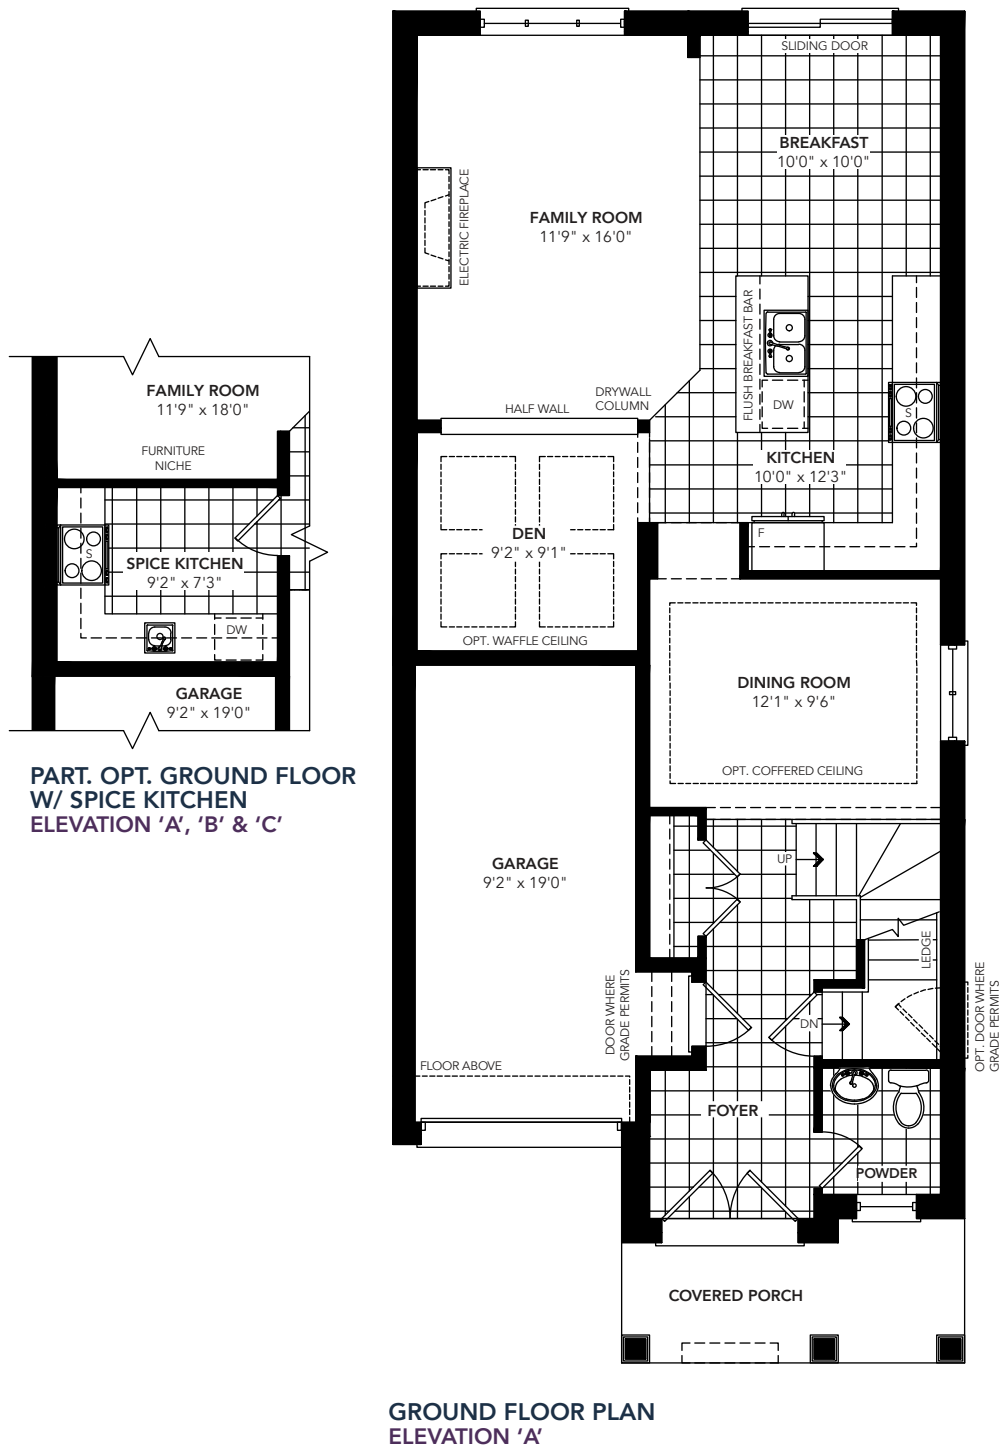 SLIDING DOOR
BREAKFAST
10'0" x 10'0"
FAMILY ROOM
11'9" x 16'0"
ELECTRIC FIREPLACE
FLUSH BREAKFAST BAR
DW
S
DRYWALL
COLUMN
HALF WALL
KITCHEN
10'0" x 12'3"
F
DEN
9'2" x 9'1"
OPT. WAFFLE CEILING
DINING ROOM
12'1" x 9'6"
OPT. COFFERED CEILING
GARAGE
9'2" x 19'0"
UP
LEDGE
DOOR WHERE
GRADE PERMITS
DN
OPT. DOOR WHERE
GRADE PERMITS
FLOOR ABOVE
FOYER
POWDER
COVERED PORCH
GROUND FLOOR PLAN
ELEVATION ‘A’
FAMILY ROOM
11'9" x 18'0"
FURNITURE
NICHE
S
SPICE KITCHEN
9'2" x 7'3"
DW
GARAGE
9'2" x 19'0"
PART. OPT. GROUND FLOOR
W/ SPICE KITCHEN
ELEVATION ‘A’, ‘B’ & ‘C’